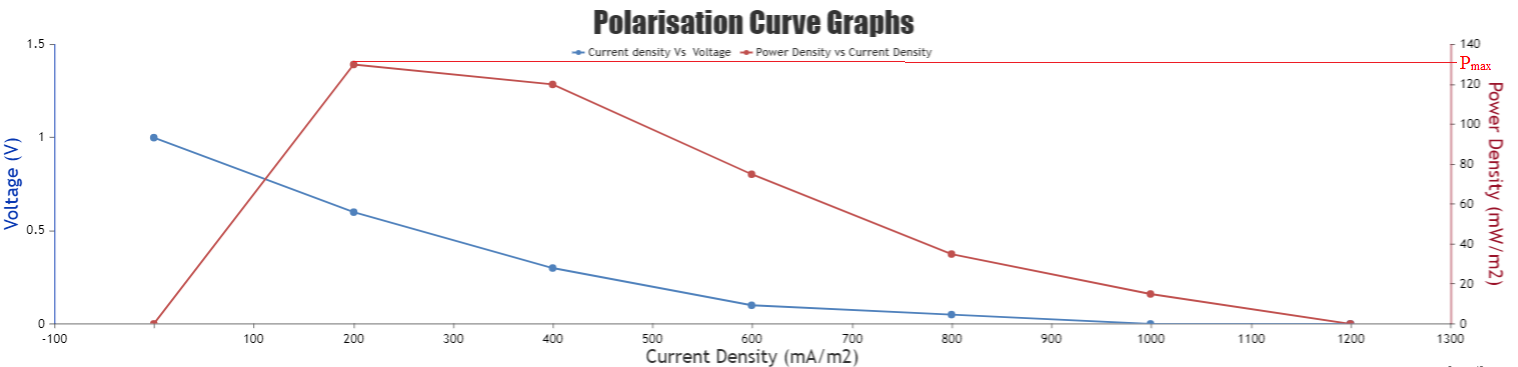 Polarisation Curve Graphs
Current density Vs Voltage Power Density vs Current Density
1.5
1
0.5
0
Voltage (V)
140
Pmax
120
100
80
60
40
20
0
Power Density (mW/m2)
-100 0 100 200 300 400 500 600 700 800 900 1000 1100 1200 1300
Current Density (mA/m2)